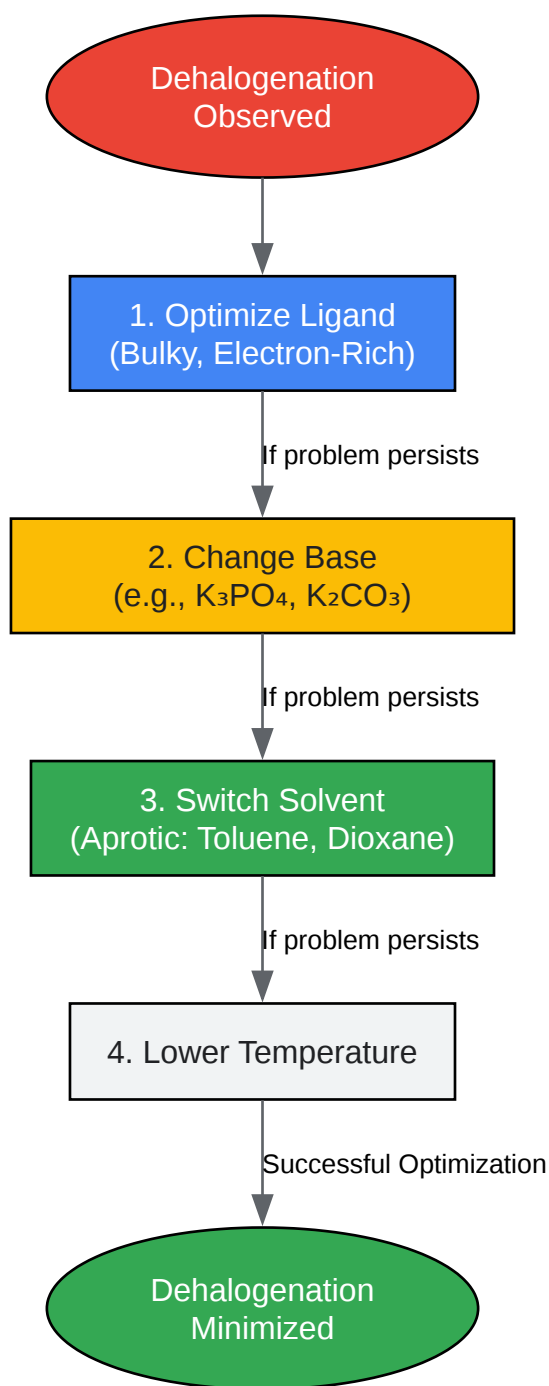 Dehalogenation
Observed
1. Optimize Ligand
(Bulky, Electron-Rich)
If problem persists
2. Change Base
(e.g., K₃PO₄, K₂CO₃)
If problem persists
3. Switch Solvent
(Aprotic: Toluene, Dioxane)
If problem persists
4. Lower Temperature
Successful Optimization
Dehalogenation
Minimized